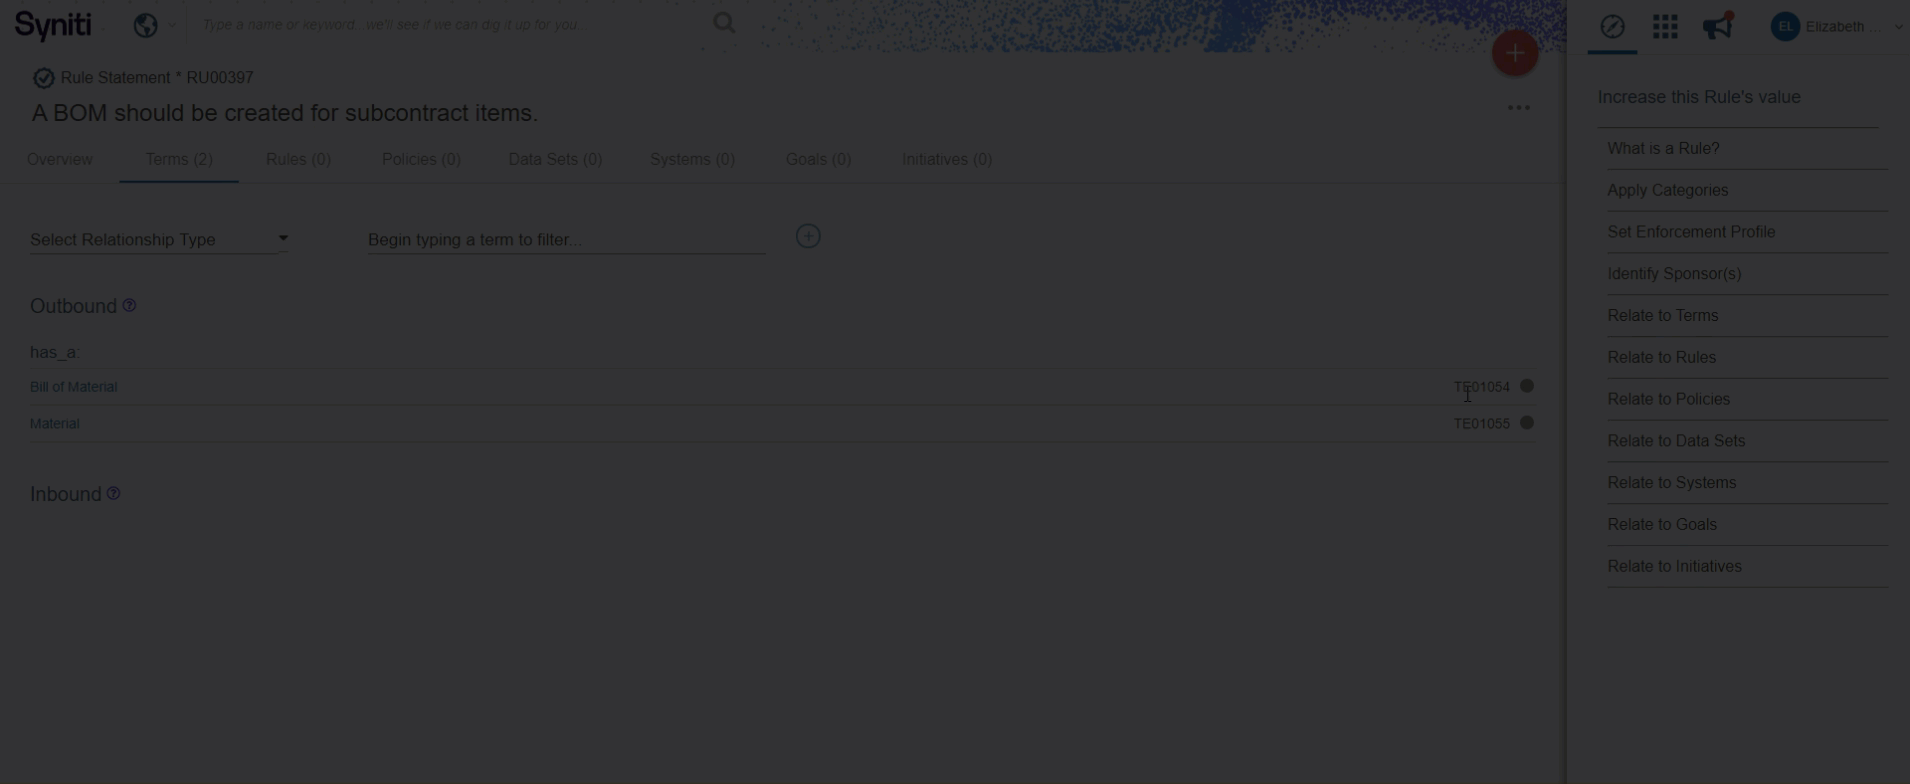 Syniti
Type a name or keyword...we'll see if we can dig it up for you.
EL Elizabeth ...
Rule Statement * RU00397
A BOM should be created for subcontract items.
Overview Terms (2) Rules (0) Policies (0) Data Sets (0) Systems (0) Goals (0) Initiatives (0)
Select Relationship Type Begin typing a term to filter...
Outbound ?
has_a:
Bill of Material TE01054
Material TE01055
Inbound ?
Increase this Rule's value
What is a Rule?
Apply Categories
Set Enforcement Profile
Identify Sponsor(s)
Relate to Terms
Relate to Rules
Relate to Policies
Relate to Data Sets
Relate to Systems
Relate to Goals
Relate to Initiatives